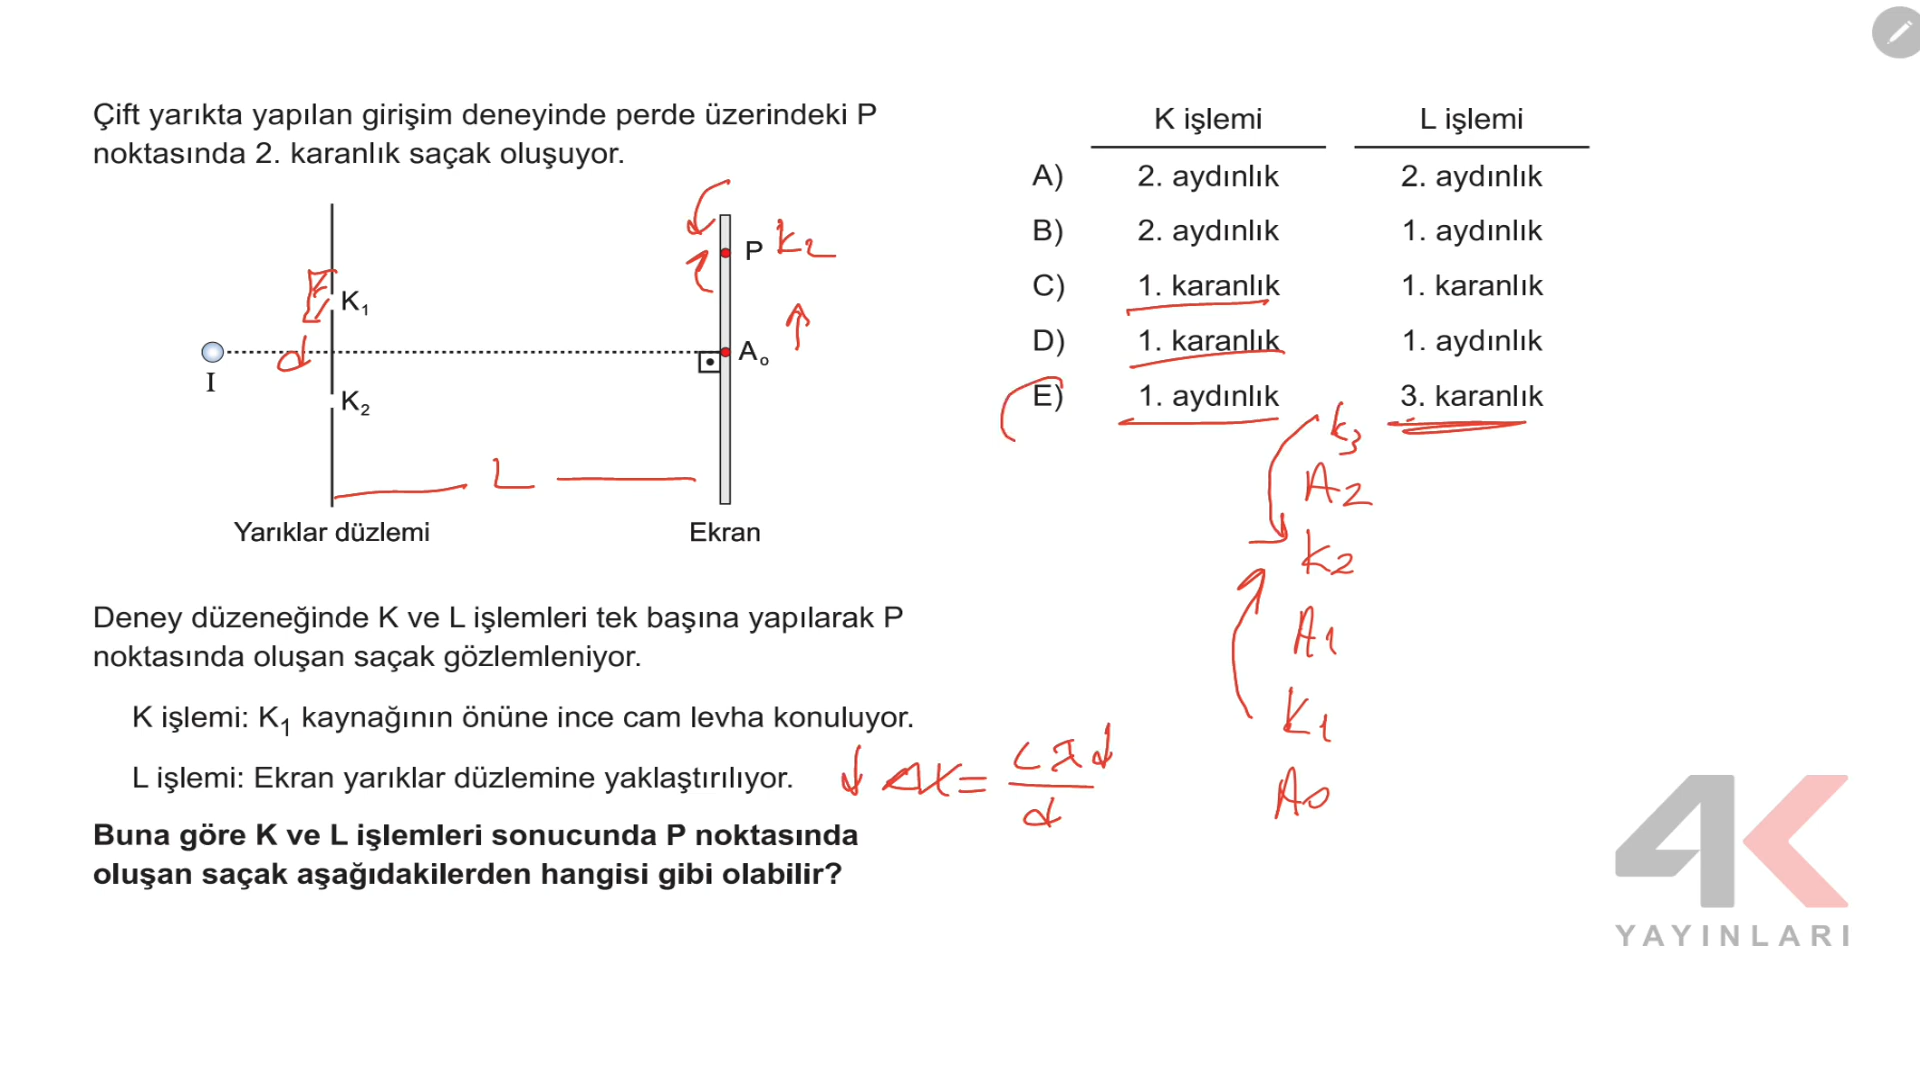 Çift yarıkta yapılan girişim deneyinde perde üzerindeki P
noktasında 2. karanlık saçak oluşuyor.
P K2
K₁
d
I
A₀
K₂
L
Yarıklar düzlemi
Ekran
Deney düzeneğinde K ve L işlemleri tek başına yapılarak P
noktasında oluşan saçak gözlemleniyor.
K işlemi: K₁ kaynağının önüne ince cam levha konuluyor.
L işlemi: Ekran yarıklar düzlemine yaklaştırılıyor.
↓ Δx = Lλ↓ / d
Buna göre K ve L işlemleri sonucunda P noktasında
oluşan saçak aşağıdakilerden hangisi gibi olabilir?
K işlemi L işlemi
A) 2. aydınlık 2. aydınlık
B) 2. aydınlık 1. aydınlık
C) 1. karanlık 1. karanlık
D) 1. karanlık 1. aydınlık
E) 1. aydınlık 3. karanlık
K3
A2
K2
A1
K1
A0
4K
YAYINLARI